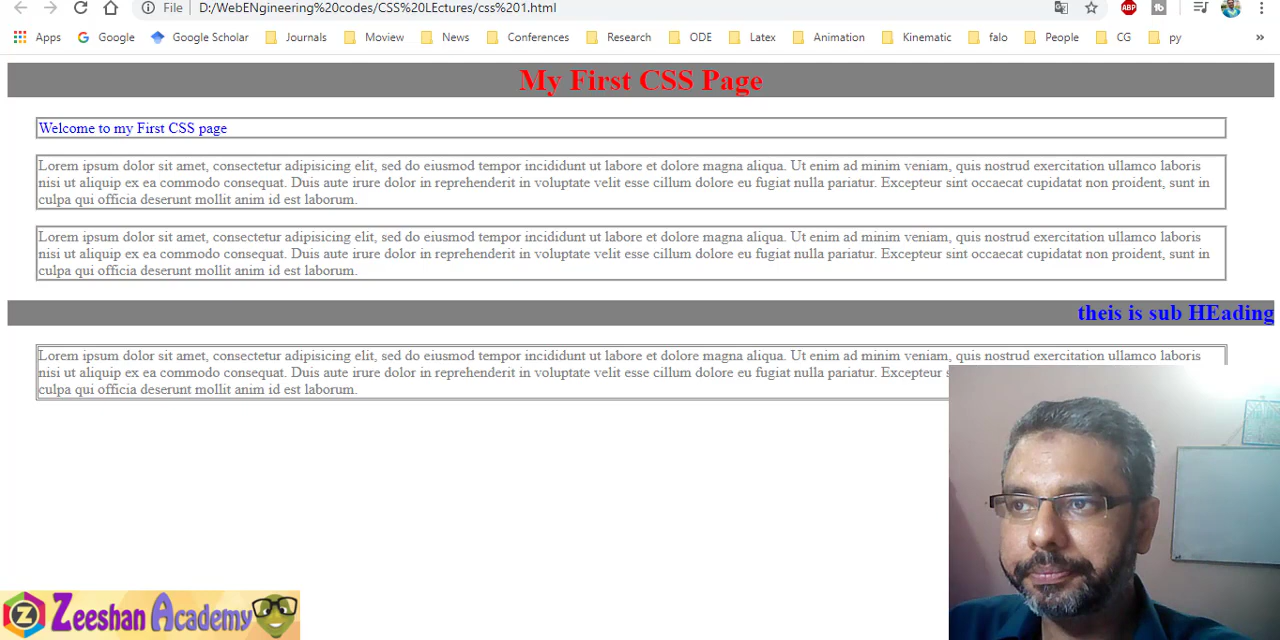 File D:/WebENgineering%20codes/CSS%20LEctures/css%201.html
ABP
Apps Google Google Scholar Journals Moview News Conferences Research ODE Latex Animation Kinematic falo People CG py »
My First CSS Page
Welcome to my First CSS page
Lorem ipsum dolor sit amet, consectetur adipisicing elit, sed do eiusmod tempor incididunt ut labore et dolore magna aliqua. Ut enim ad minim veniam, quis nostrud exercitation ullamco laboris
nisi ut aliquip ex ea commodo consequat. Duis aute irure dolor in reprehenderit in voluptate velit esse cillum dolore eu fugiat nulla pariatur. Excepteur sint occaecat cupidatat non proident, sunt in
culpa qui officia deserunt mollit anim id est laborum.
Lorem ipsum dolor sit amet, consectetur adipisicing elit, sed do eiusmod tempor incididunt ut labore et dolore magna aliqua. Ut enim ad minim veniam, quis nostrud exercitation ullamco laboris
nisi ut aliquip ex ea commodo consequat. Duis aute irure dolor in reprehenderit in voluptate velit esse cillum dolore eu fugiat nulla pariatur. Excepteur sint occaecat cupidatat non proident, sunt in
culpa qui officia deserunt mollit anim id est laborum.
theis is sub HEading
Lorem ipsum dolor sit amet, consectetur adipisicing elit, sed do eiusmod tempor incididunt ut labore et dolore magna aliqua. Ut enim ad minim veniam, quis nostrud exercitation ullamco laboris
nisi ut aliquip ex ea commodo consequat. Duis aute irure dolor in reprehenderit in voluptate velit esse cillum dolore eu fugiat nulla pariatur. Excepteur
culpa qui officia deserunt mollit anim id est laborum.
Z Zeeshan Academy